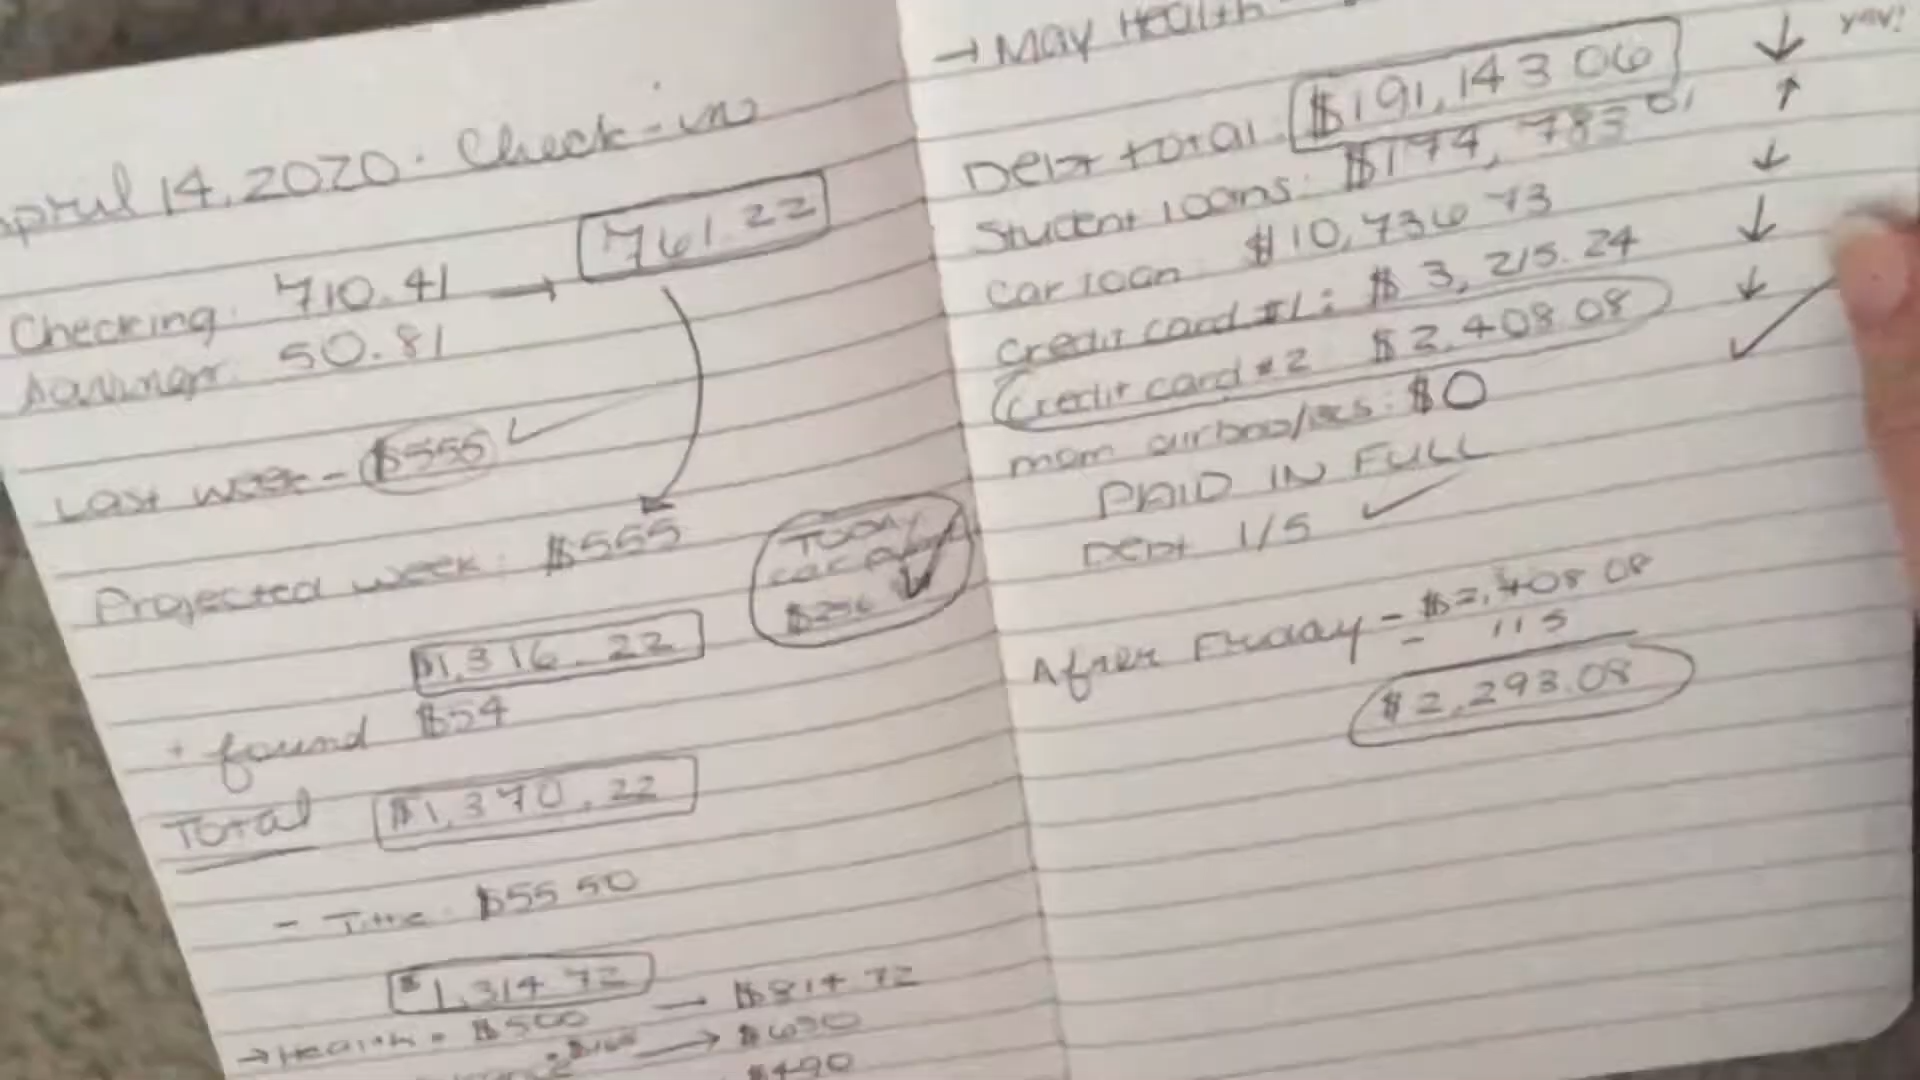 April 14, 2020. Check-in
Checking: 710.41 → 761.22
Savings: 50.81
Last week - $555 ✓
Projected week: $555
$1,316.22
Today
car
$256 ✓
+ found $54
Total $1,370.22
- Tithe: $55 50
$1,314 72 — $814 72
→ Health = $500
→ $650
$490
→ May Health
Debt total: $191,143 06 ↓ yay!
Student loans: $174,783 01 ↑
Car loan: $10,736 73 ↓
Credit card #1: $3,215.24 ↓
Credit card #2 $2,408 08 ↓
mom $0 ✓
PAID IN FULL
Debt 1/5 ✓
After Friday - $2,408 08
- 115
$2,293.08